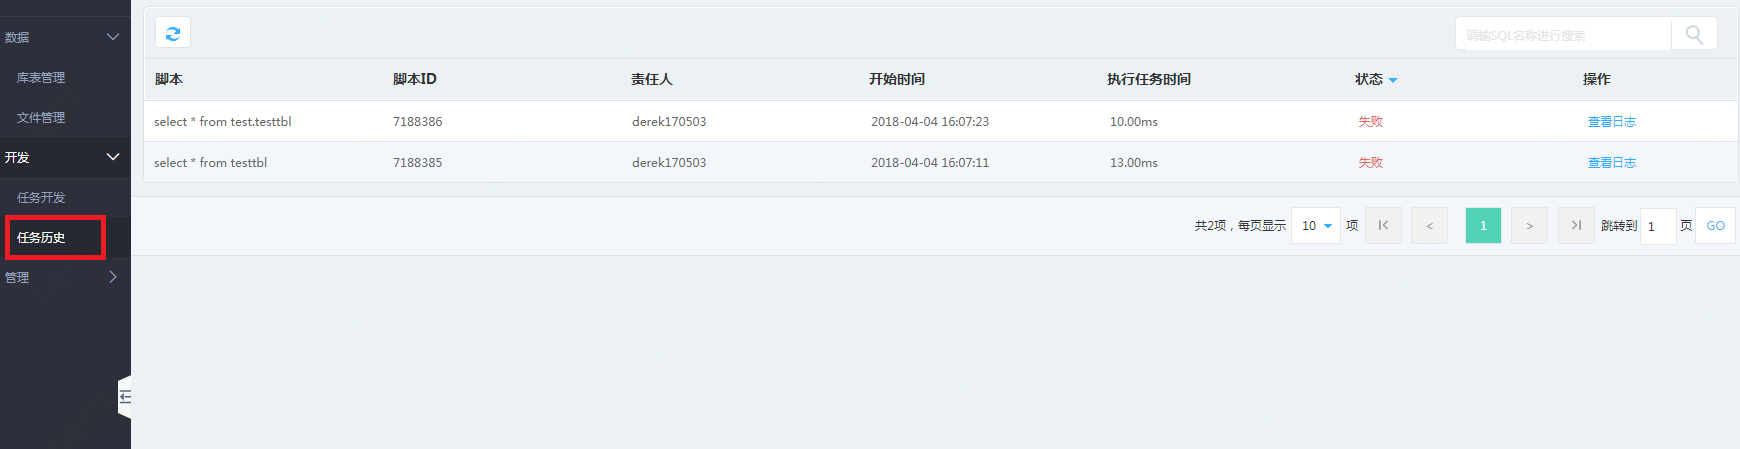 数据
库表管理
文件管理
开发
任务开发
任务历史
管理
请输SQL名称进行搜索
脚本 脚本ID 责任人 开始时间 执行任务时间 状态 操作
select * from test.testtbl 7188386 derek170503 2018-04-04 16:07:23 10.00ms 失败 查看日志
select * from testtbl 7188385 derek170503 2018-04-04 16:07:11 13.00ms 失败 查看日志
共2项，每页显示 10 项 < 1 > 跳转到 1 页 GO